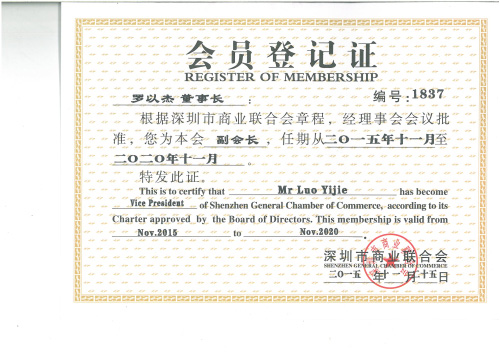 会员登记证
REGISTER OF MEMBERSHIP
罗以杰 董事长： 编号:1837
根据深圳市商业联合会章程，经理事会会议批
准，您为本会 副会长，任期从二〇一五年十一月至
二〇二〇年十一月。
特发此证。
This is to certify that Mr Luo Yijie has become
Vice President of Shenzhen General Chamber of Commerce, according to its
Charter approved by the Board of Directors. This membership is valid from
Nov.2015 to Nov.2020.
深圳市商业联合会
SHENZHEN GENERAL CHAMBER OF COMMERCE
二〇一五年十一月二十五日